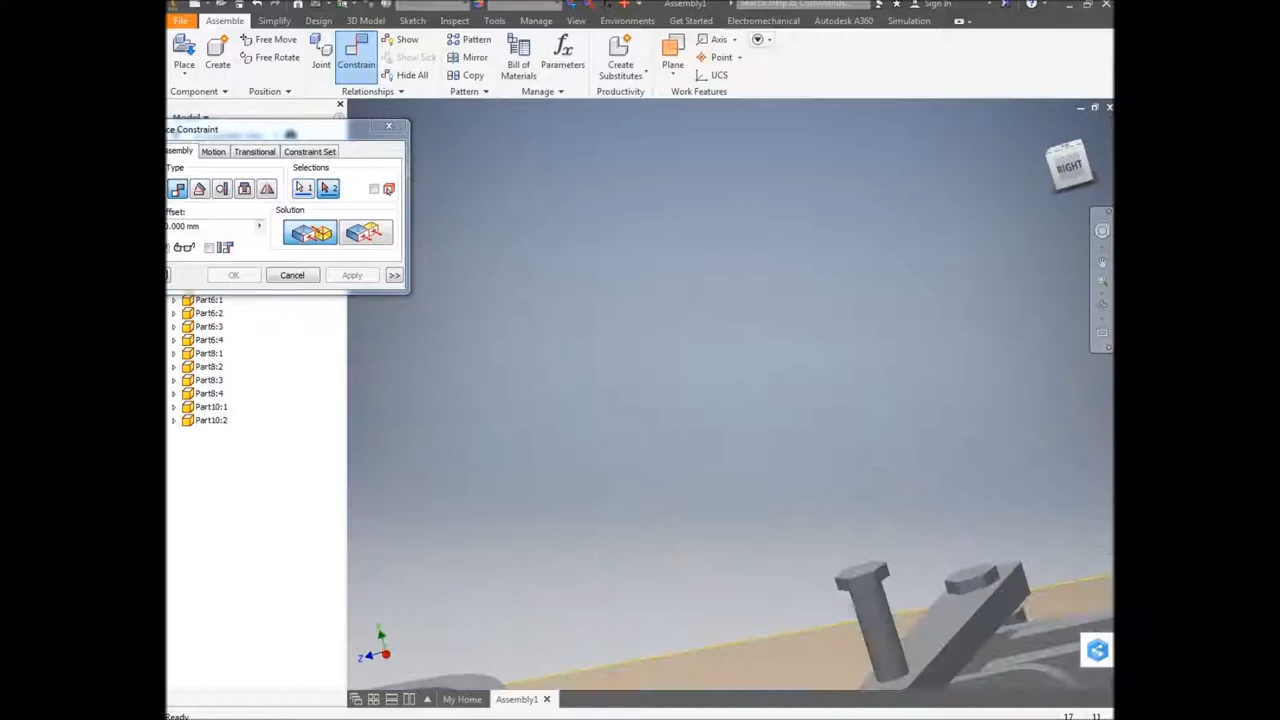 Assembly1
Sign In
File Assemble Simplify Design 3D Model Sketch Inspect Tools Manage View Environments Get Started Electromechanical Autodesk A360 Simulation
Place Create Free Move Joint Constrain Show Pattern Bill of Materials Parameters Create Substitutes Plane Axis
Free Rotate Show Sick Mirror Point
Hide All Copy UCS
Component Position Relationships Pattern Manage Productivity Work Features
Model
ce Constraint
ssembly Motion Transitional Constraint Set
Type Selections
1 2
ffset: Solution
0.000 mm
OK Cancel Apply >>
Part6:1
Part6:2
Part6:3
Part6:4
Part8:1
Part8:2
Part8:3
Part8:4
Part10:1
Part10:2
RIGHT
Z
My Home Assembly1
Ready 17 11